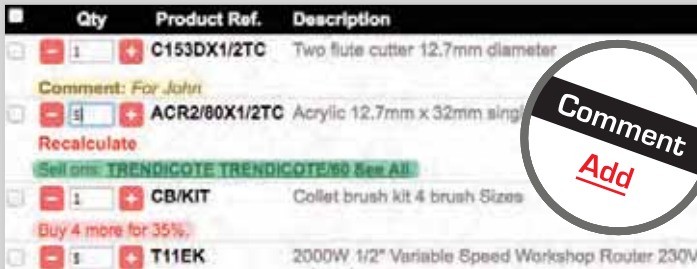 Qty Product Ref. Description
- 1 + C153DX1/2TC Two flute cutter 12.7mm diameter
Comment: For John
- 5 + ACR2/80X1/2TC Acrylic 12.7mm x 32mm singl
Recalculate
Sell ons: TRENDICOTE TRENDICOTE/60 See All
- 1 + CB/KIT Collet brush kit 4 brush Sizes
Buy 4 more for 35%.
- + T11EK 2000W 1/2" Variable Speed Workshop Router 230V
Comment
Add